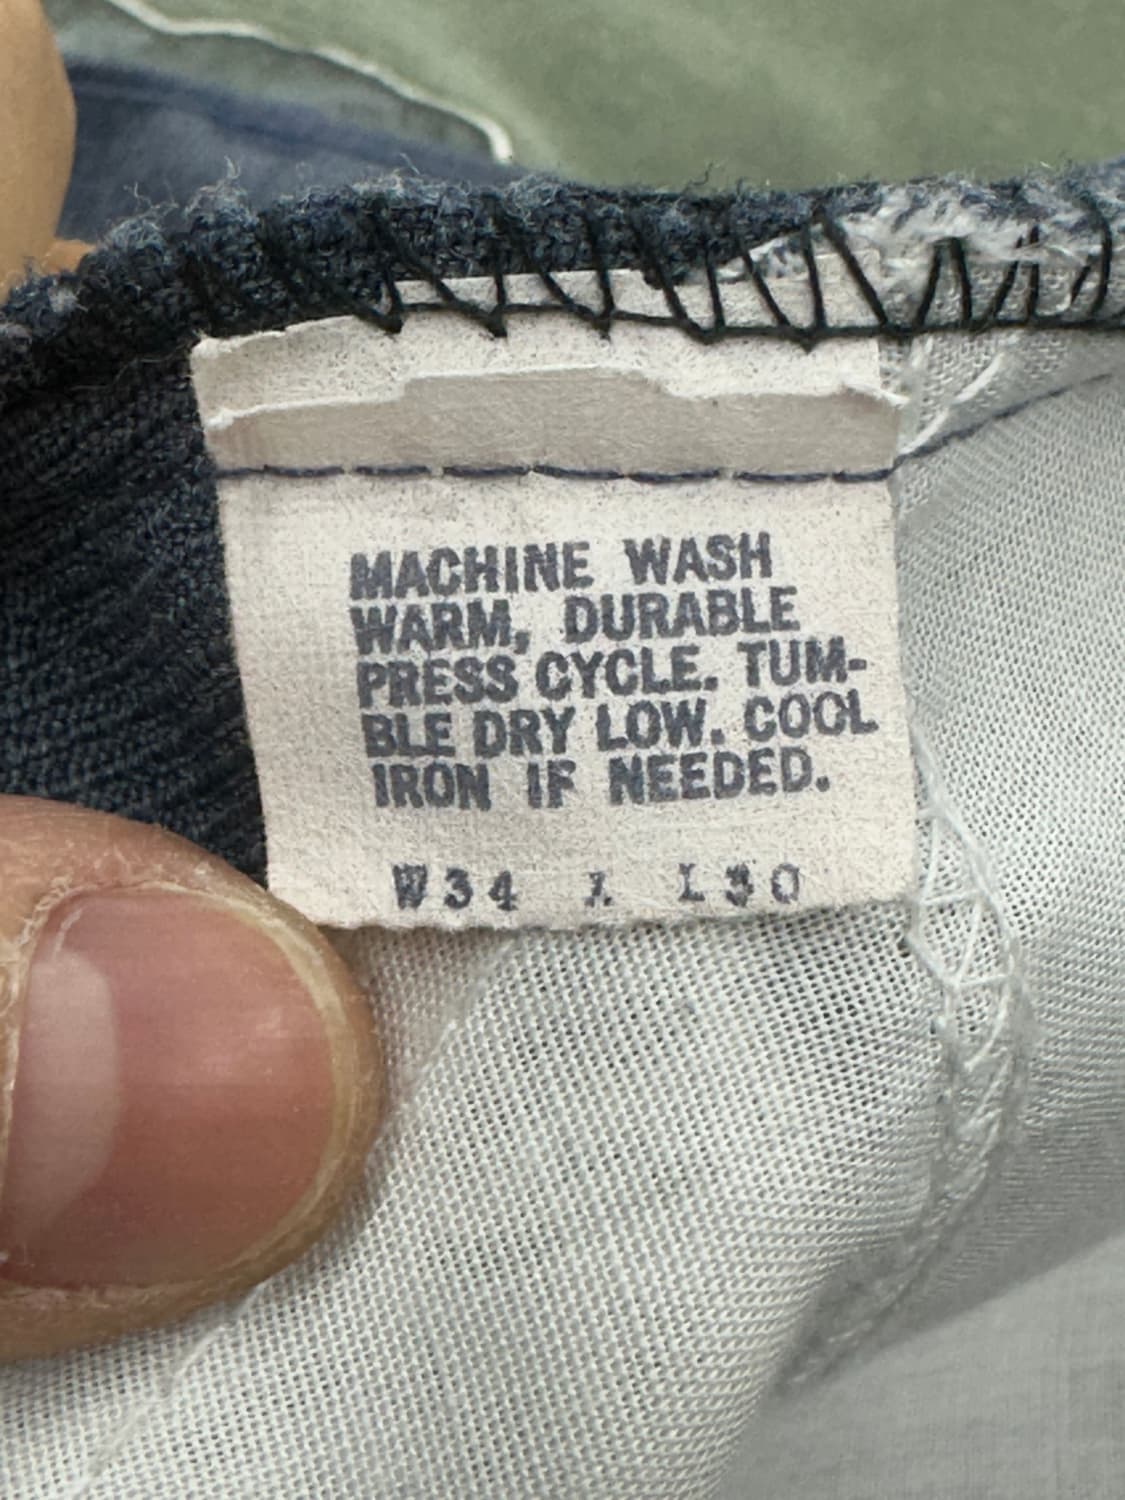 MACHINE WASH
WARM, DURABLE
PRESS CYCLE. TUM-
BLE DRY LOW. COOL
IRON IF NEEDED.
W34 X L30